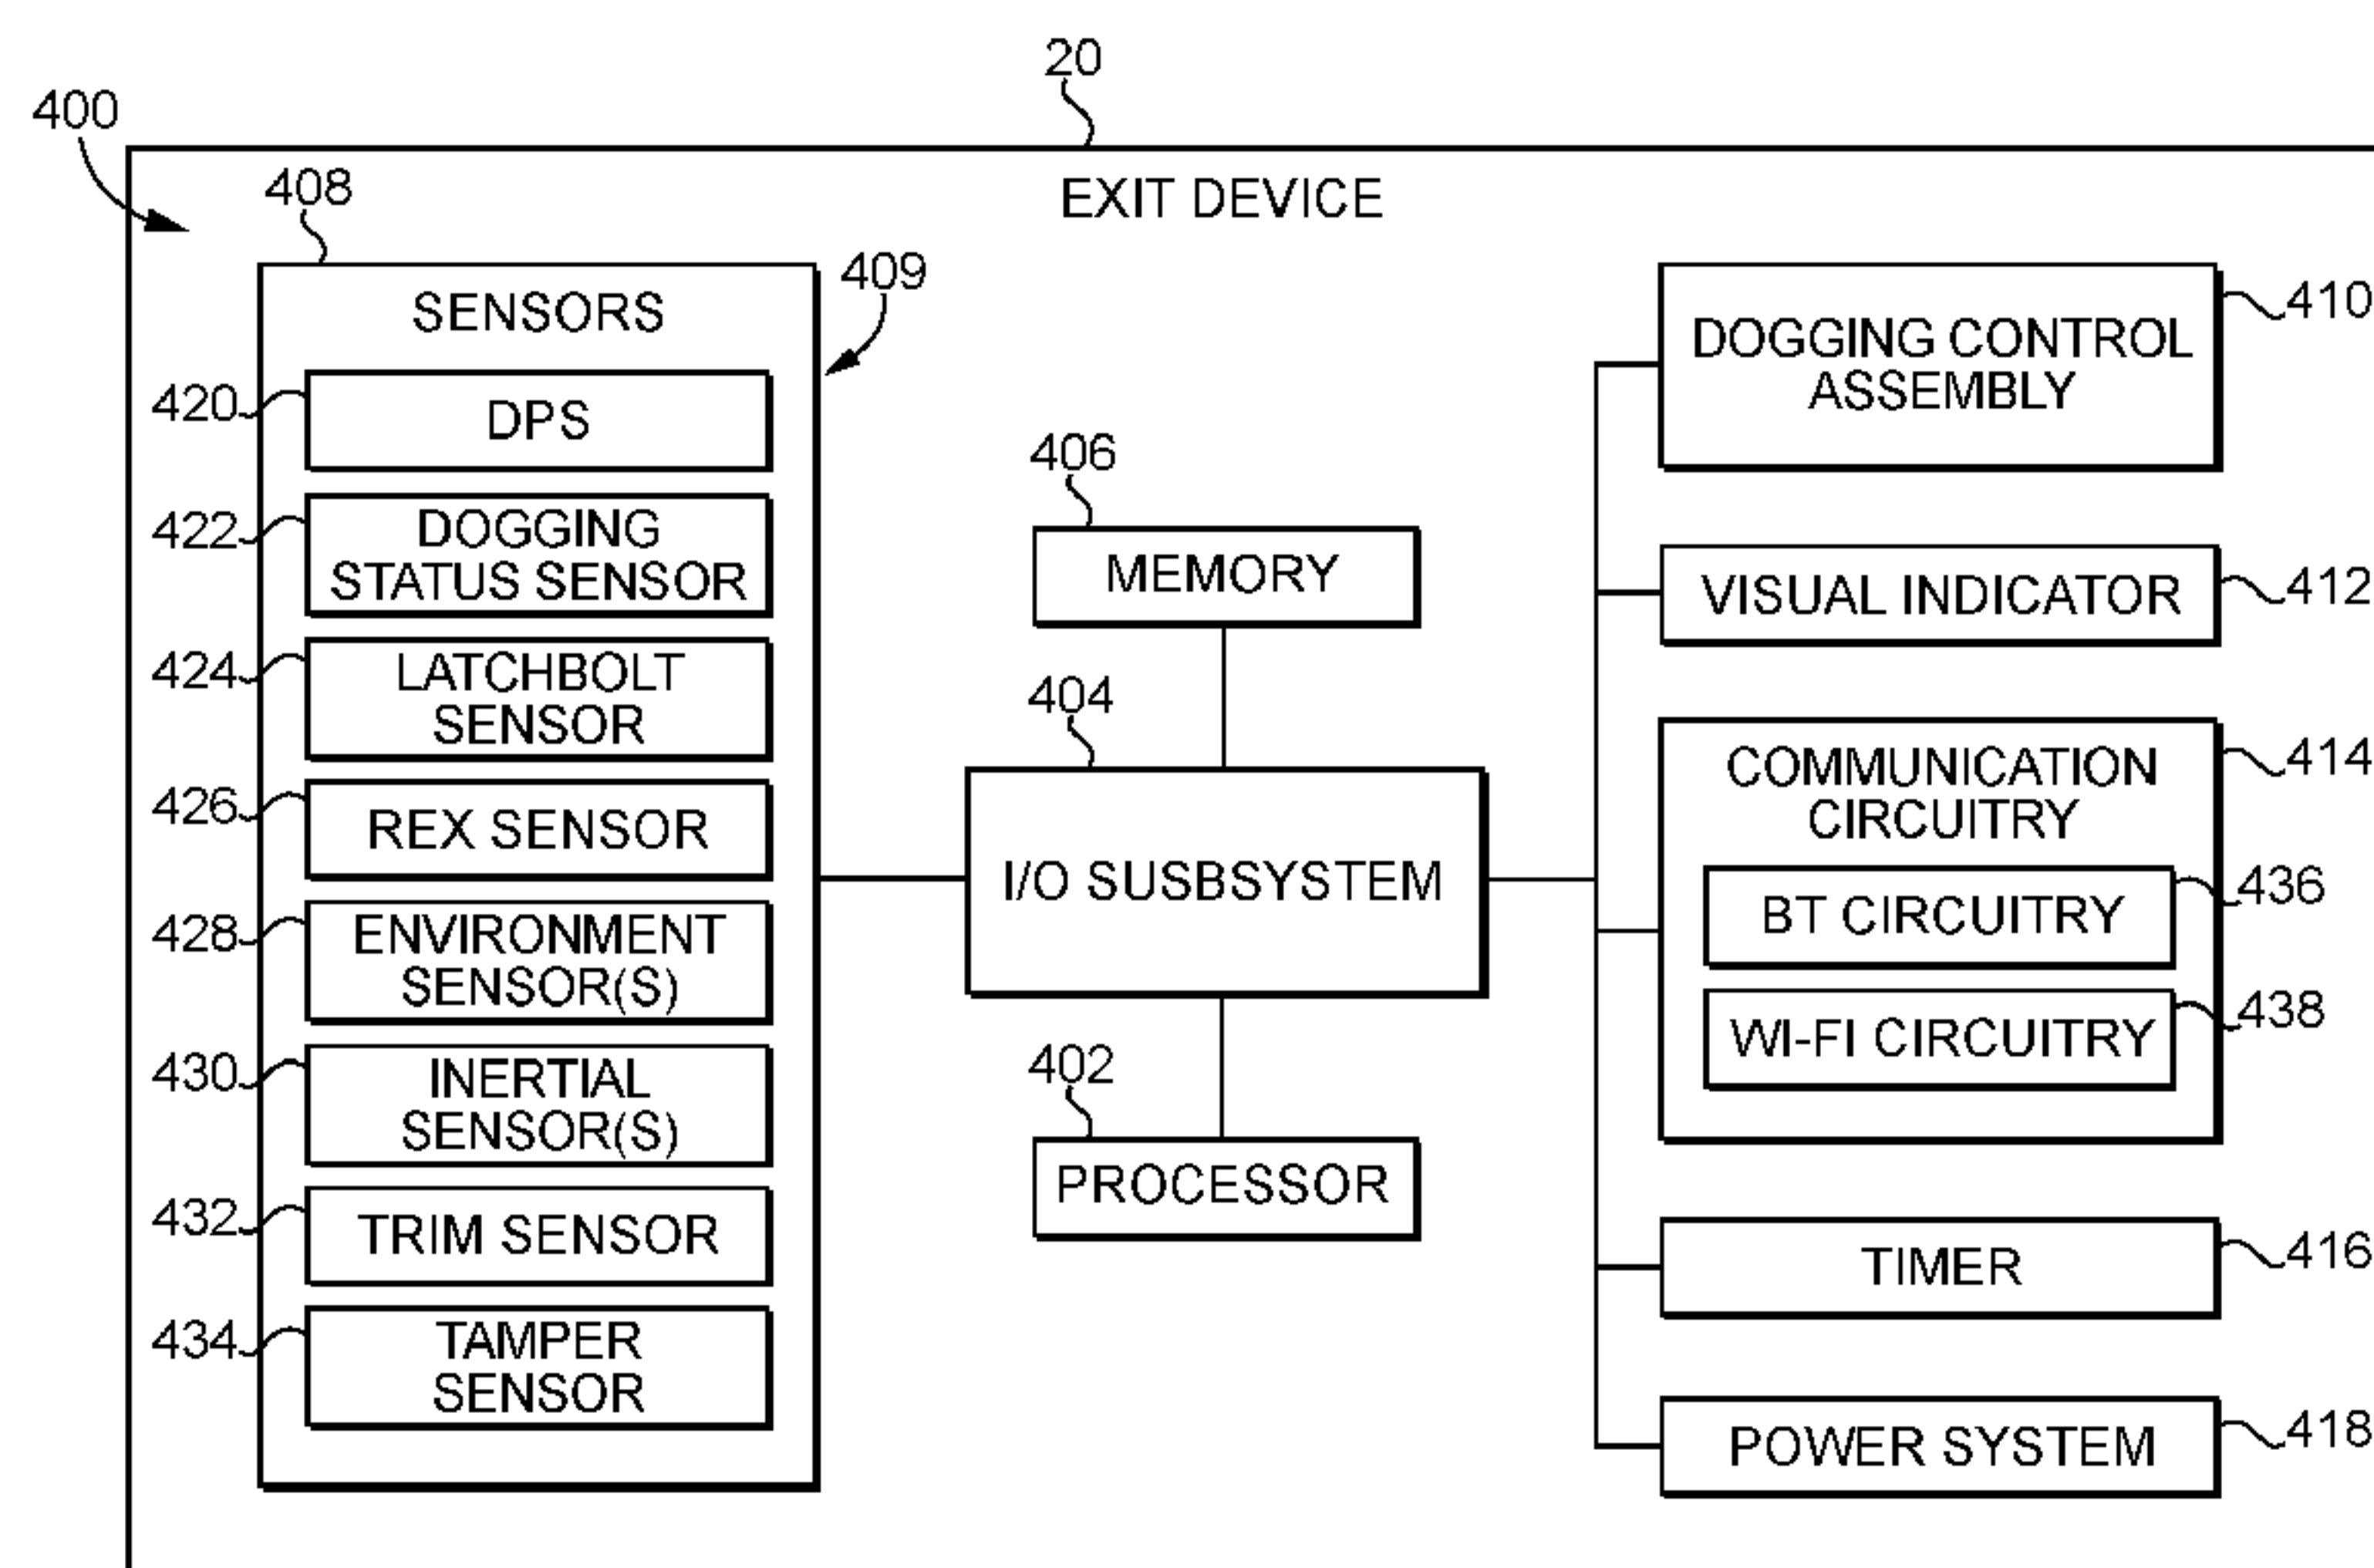 20
400
EXIT DEVICE
408
409
SENSORS
420
DPS
422
DOGGING
STATUS SENSOR
424
LATCHBOLT
SENSOR
426
REX SENSOR
428
ENVIRONMENT
SENSOR(S)
430
INERTIAL
SENSOR(S)
432
TRIM SENSOR
434
TAMPER
SENSOR
406
MEMORY
404
I/O SUSBSYSTEM
402
PROCESSOR
410
DOGGING CONTROL
ASSEMBLY
412
VISUAL INDICATOR
414
COMMUNICATION
CIRCUITRY
436
BT CIRCUITRY
438
WI-FI CIRCUITRY
416
TIMER
418
POWER SYSTEM